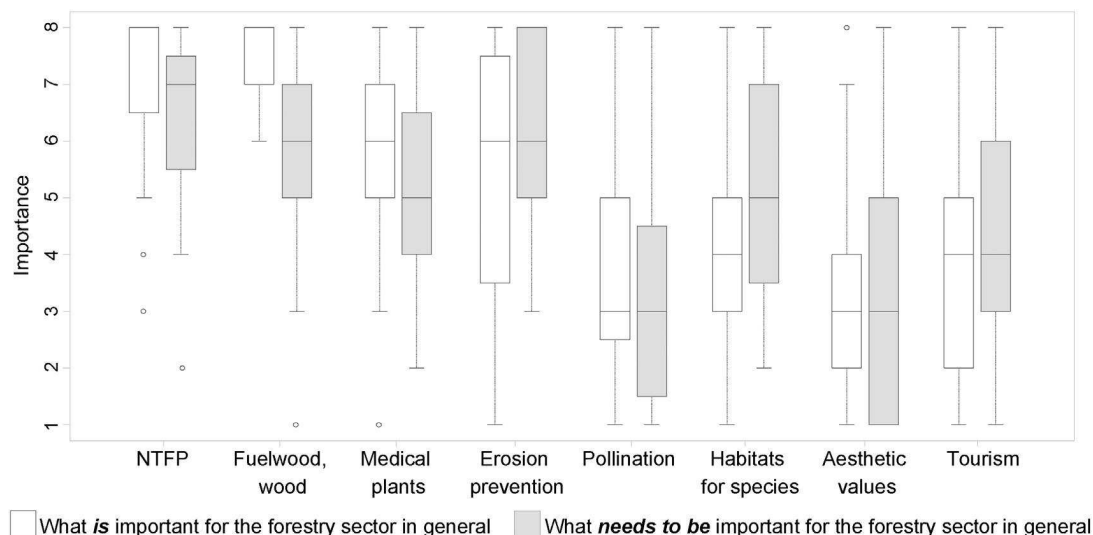 Importance
8
7
6
5
4
3
2
1
NTFP
Fuelwood,
wood
Medical
plants
Erosion
prevention
Pollination
Habitats
for species
Aesthetic
values
Tourism
What is important for the forestry sector in general
What needs to be important for the forestry sector in general